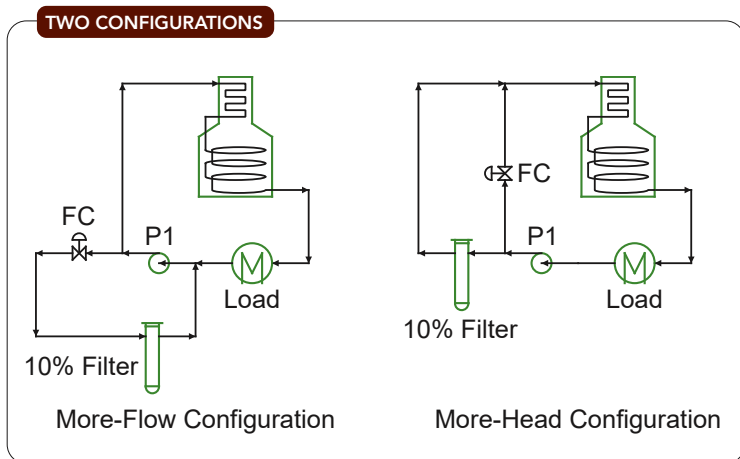 TWO CONFIGURATIONS
FC
P1
Load
10% Filter
More-Flow Configuration
FC
P1
Load
10% Filter
More-Head Configuration